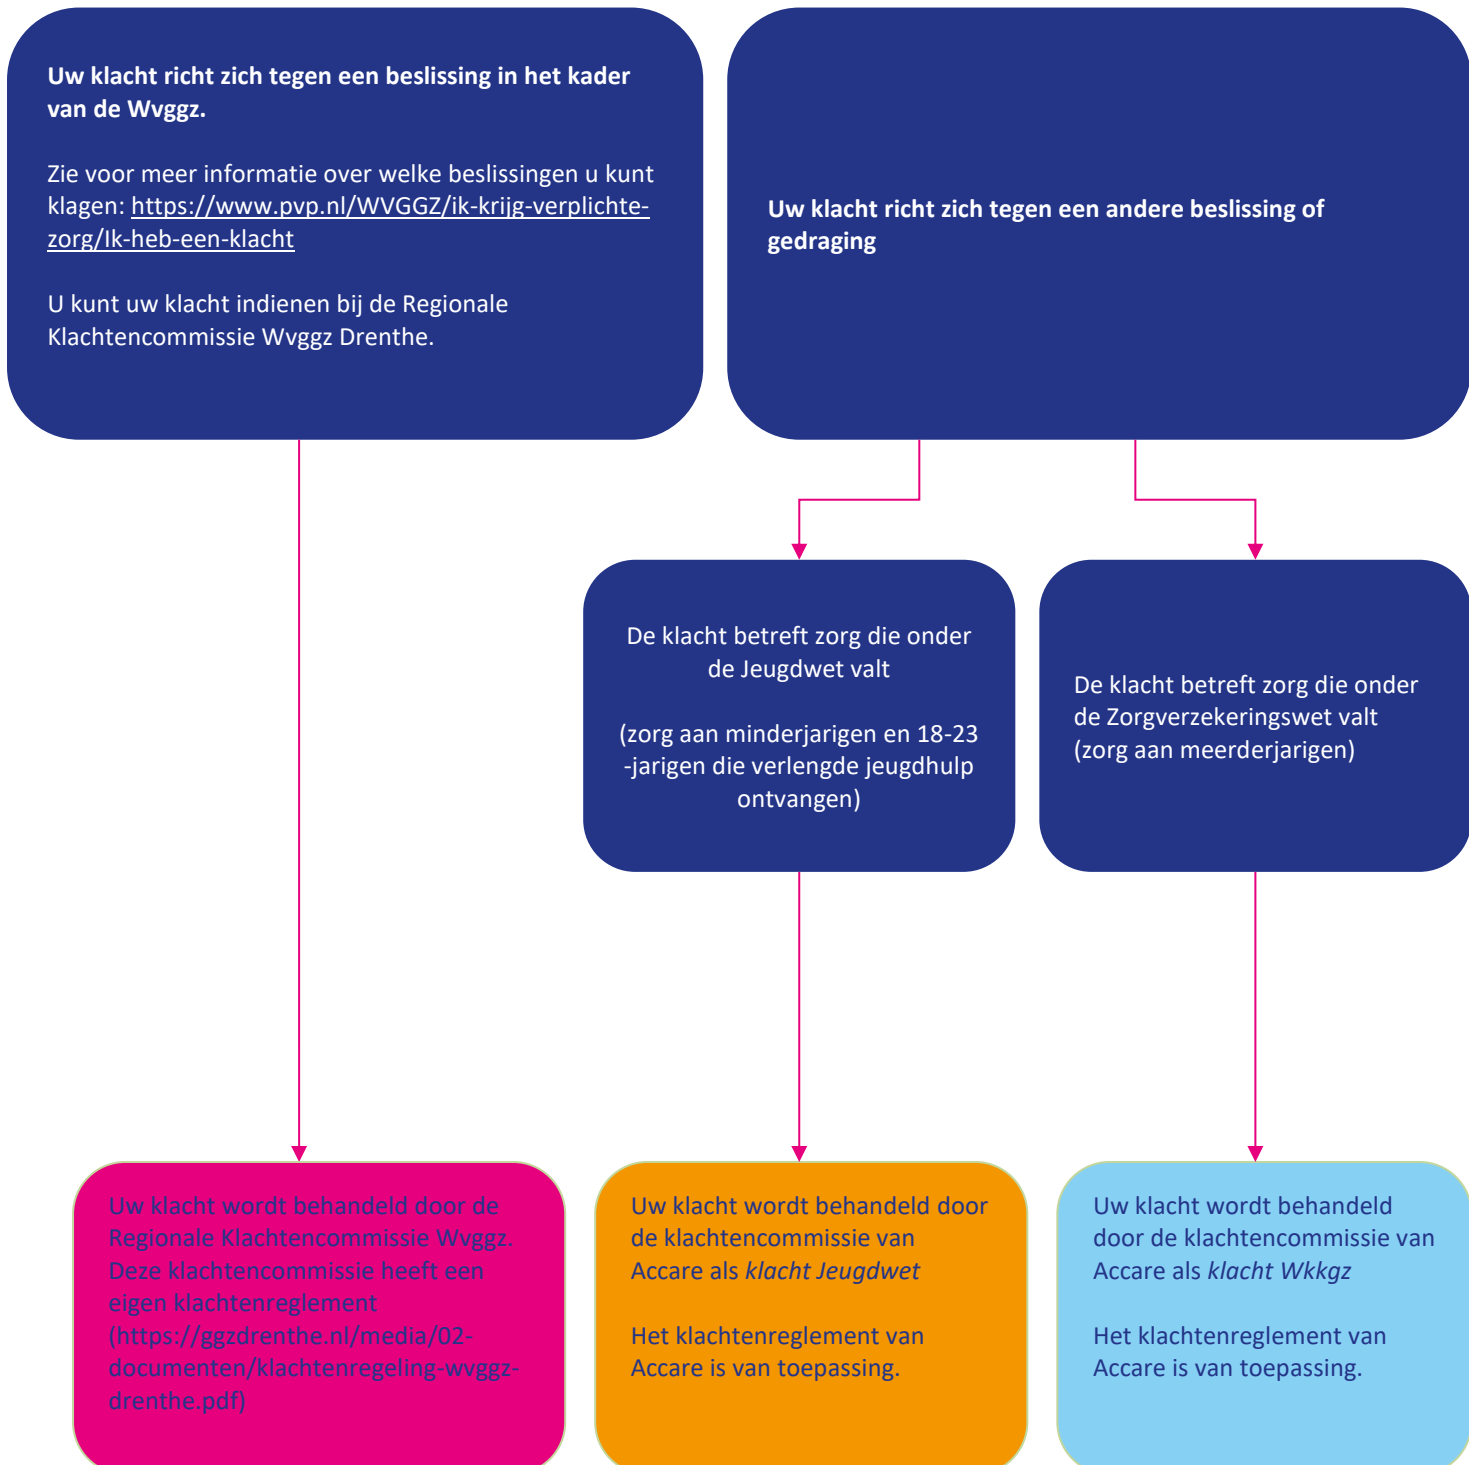 Uw klacht richt zich tegen een beslissing in het kader
van de Wvggz.
Zie voor meer informatie over welke beslissingen u kunt
klagen: https://www.pvp.nl/WVGGZ/ik-krijg-verplichte-
zorg/Ik-heb-een-klacht
U kunt uw klacht indienen bij de Regionale
Klachtencommissie Wvggz Drenthe.
Uw klacht richt zich tegen een andere beslissing of
gedraging
De klacht betreft zorg die onder
de Jeugdwet valt
(zorg aan minderjarigen en 18-23
-jarigen die verlengde jeugdhulp
ontvangen)
De klacht betreft zorg die onder
de Zorgverzekeringswet valt
(zorg aan meerderjarigen)
Uw klacht wordt behandeld door de
Regionale Klachtencommissie Wvggz.
Deze klachtencommissie heeft een
eigen klachtenreglement
(https://ggzdrenthe.nl/media/02-
documenten/klachtenregeling-wvggz-
drenthe.pdf)
Uw klacht wordt behandeld door
de klachtencommissie van
Accare als klacht Jeugdwet
Het klachtenreglement van
Accare is van toepassing.
Uw klacht wordt behandeld
door de klachtencommissie van
Accare als klacht Wkkgz
Het klachtenreglement van
Accare is van toepassing.